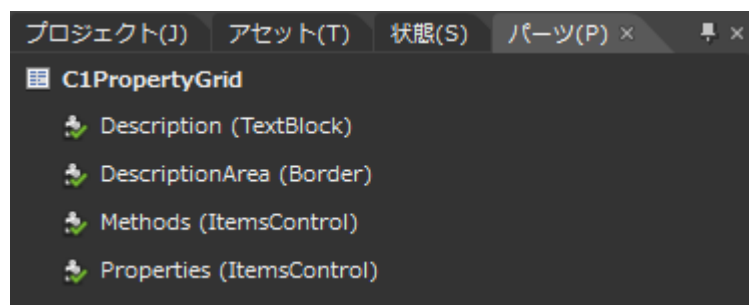 プロジェクト(J) アセット(T) 状態(S) パーツ(P) ×
C1PropertyGrid
Description (TextBlock)
DescriptionArea (Border)
Methods (ItemsControl)
Properties (ItemsControl)